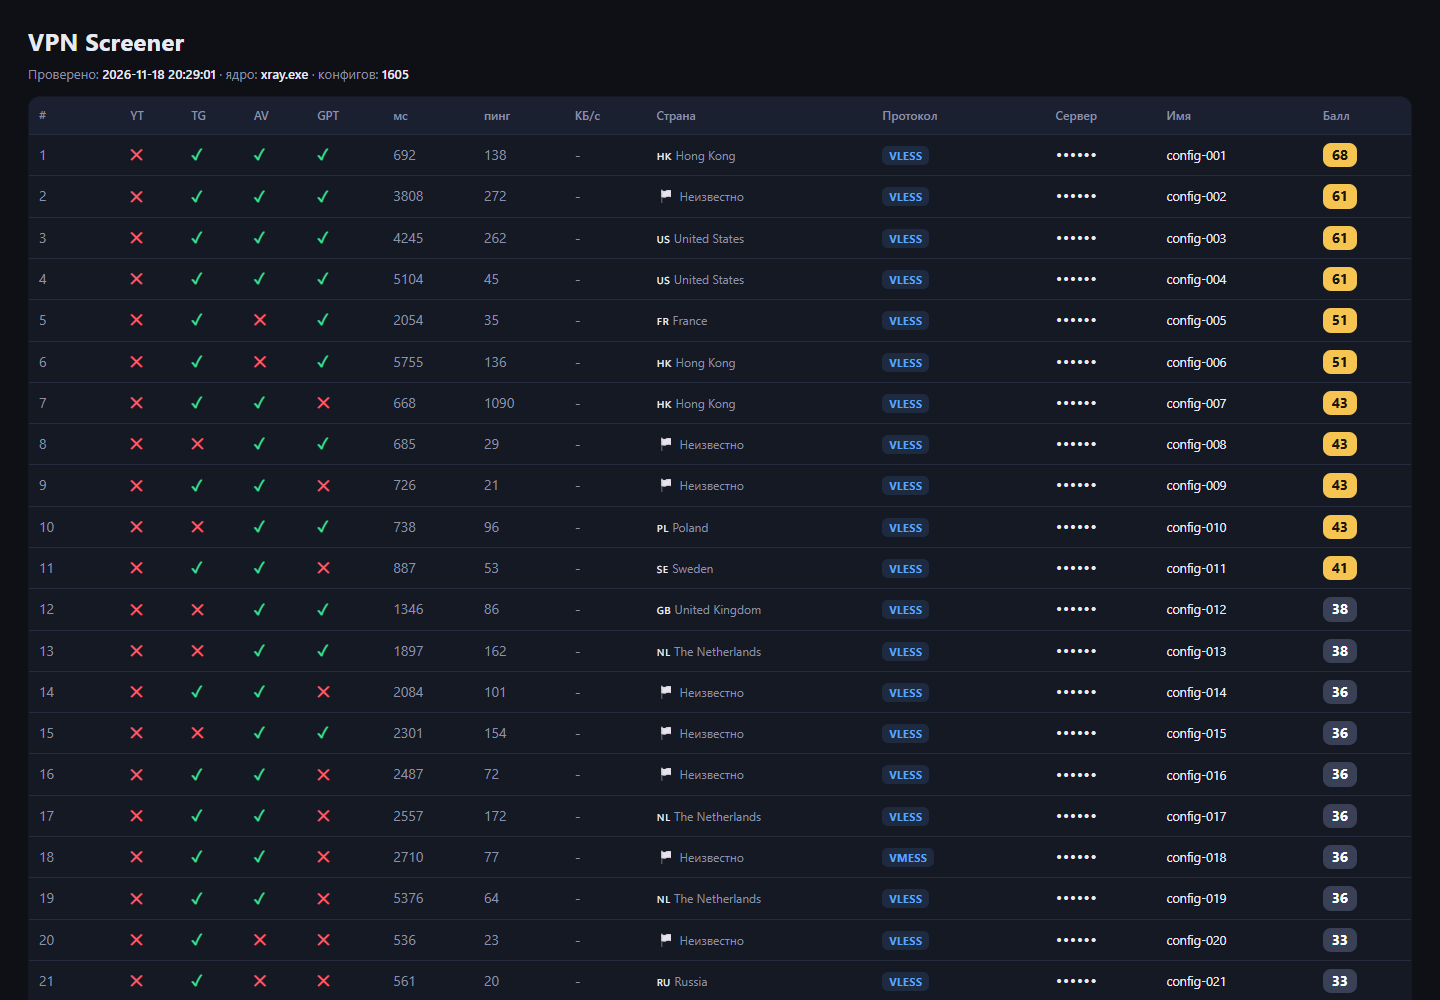 VPN Screener
Проверено: 2026-11-18 20:29:01 · ядро: xray.exe · конфигов: 1605
# YT TG AV GPT мс пинг КБ/с Страна Протокол Сервер Имя Балл
1 ✕ ✓ ✓ ✓ 692 138 - HK Hong Kong VLESS •••••• config-001 68
2 ✕ ✓ ✓ ✓ 3808 272 - Неизвестно VLESS •••••• config-002 61
3 ✕ ✓ ✓ ✓ 4245 262 - US United States VLESS •••••• config-003 61
4 ✕ ✓ ✓ ✓ 5104 45 - US United States VLESS •••••• config-004 61
5 ✕ ✓ ✕ ✓ 2054 35 - FR France VLESS •••••• config-005 51
6 ✕ ✓ ✕ ✓ 5755 136 - HK Hong Kong VLESS •••••• config-006 51
7 ✕ ✓ ✓ ✕ 668 1090 - HK Hong Kong VLESS •••••• config-007 43
8 ✕ ✕ ✓ ✓ 685 29 - Неизвестно VLESS •••••• config-008 43
9 ✕ ✓ ✓ ✕ 726 21 - Неизвестно VLESS •••••• config-009 43
10 ✕ ✕ ✓ ✓ 738 96 - PL Poland VLESS •••••• config-010 43
11 ✕ ✓ ✓ ✕ 887 53 - SE Sweden VLESS •••••• config-011 41
12 ✕ ✕ ✓ ✓ 1346 86 - GB United Kingdom VLESS •••••• config-012 38
13 ✕ ✕ ✓ ✓ 1897 162 - NL The Netherlands VLESS •••••• config-013 38
14 ✕ ✓ ✓ ✕ 2084 101 - Неизвестно VLESS •••••• config-014 36
15 ✕ ✕ ✓ ✓ 2301 154 - Неизвестно VLESS •••••• config-015 36
16 ✕ ✓ ✓ ✕ 2487 72 - Неизвестно VLESS •••••• config-016 36
17 ✕ ✓ ✓ ✕ 2557 172 - NL The Netherlands VLESS •••••• config-017 36
18 ✕ ✓ ✓ ✕ 2710 77 - Неизвестно VMESS •••••• config-018 36
19 ✕ ✓ ✓ ✕ 5376 64 - NL The Netherlands VLESS •••••• config-019 36
20 ✕ ✓ ✕ ✕ 536 23 - Неизвестно VLESS •••••• config-020 33
21 ✕ ✓ ✕ ✕ 561 20 - RU Russia VLESS •••••• config-021 33